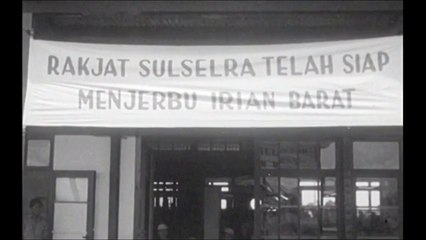 RAKJAT SULSELRA TELAH SIAP
MENJERBU IRIAN BARAT